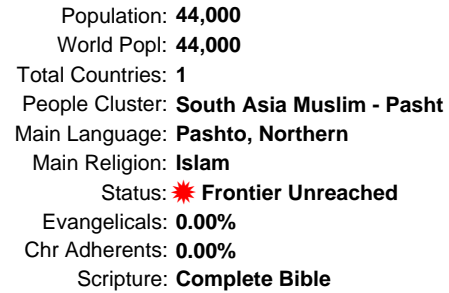 Population: 44,000
World Popl: 44,000
Total Countries: 1
People Cluster: South Asia Muslim - Pasht
Main Language: Pashto, Northern
Main Religion: Islam
Status: Frontier Unreached
Evangelicals: 0.00%
Chr Adherents: 0.00%
Scripture: Complete Bible